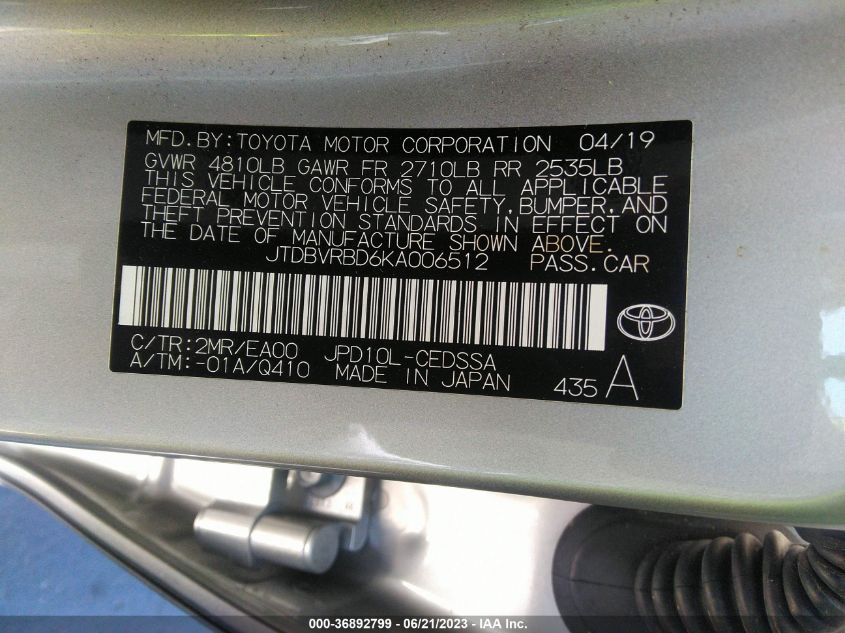 MFD. BY: TOYOTA MOTOR CORPORATION 04/19
GVWR 4810LB GAWR FR 2710LB RR 2535LB
THIS VEHICLE CONFORMS TO ALL APPLICABLE
FEDERAL MOTOR VEHICLE SAFETY, BUMPER, AND
THEFT PREVENTION STANDARDS IN EFFECT ON
THE DATE OF MANUFACTURE SHOWN ABOVE.
JTDBVRBD6KA006512 PASS.CAR
C/TR:2MR/EA00 JPD10L-CEDSSA
A/TM:-01A/Q410 MADE IN JAPAN 435 A
000-36892799 - 06/21/2023 - IAA Inc.